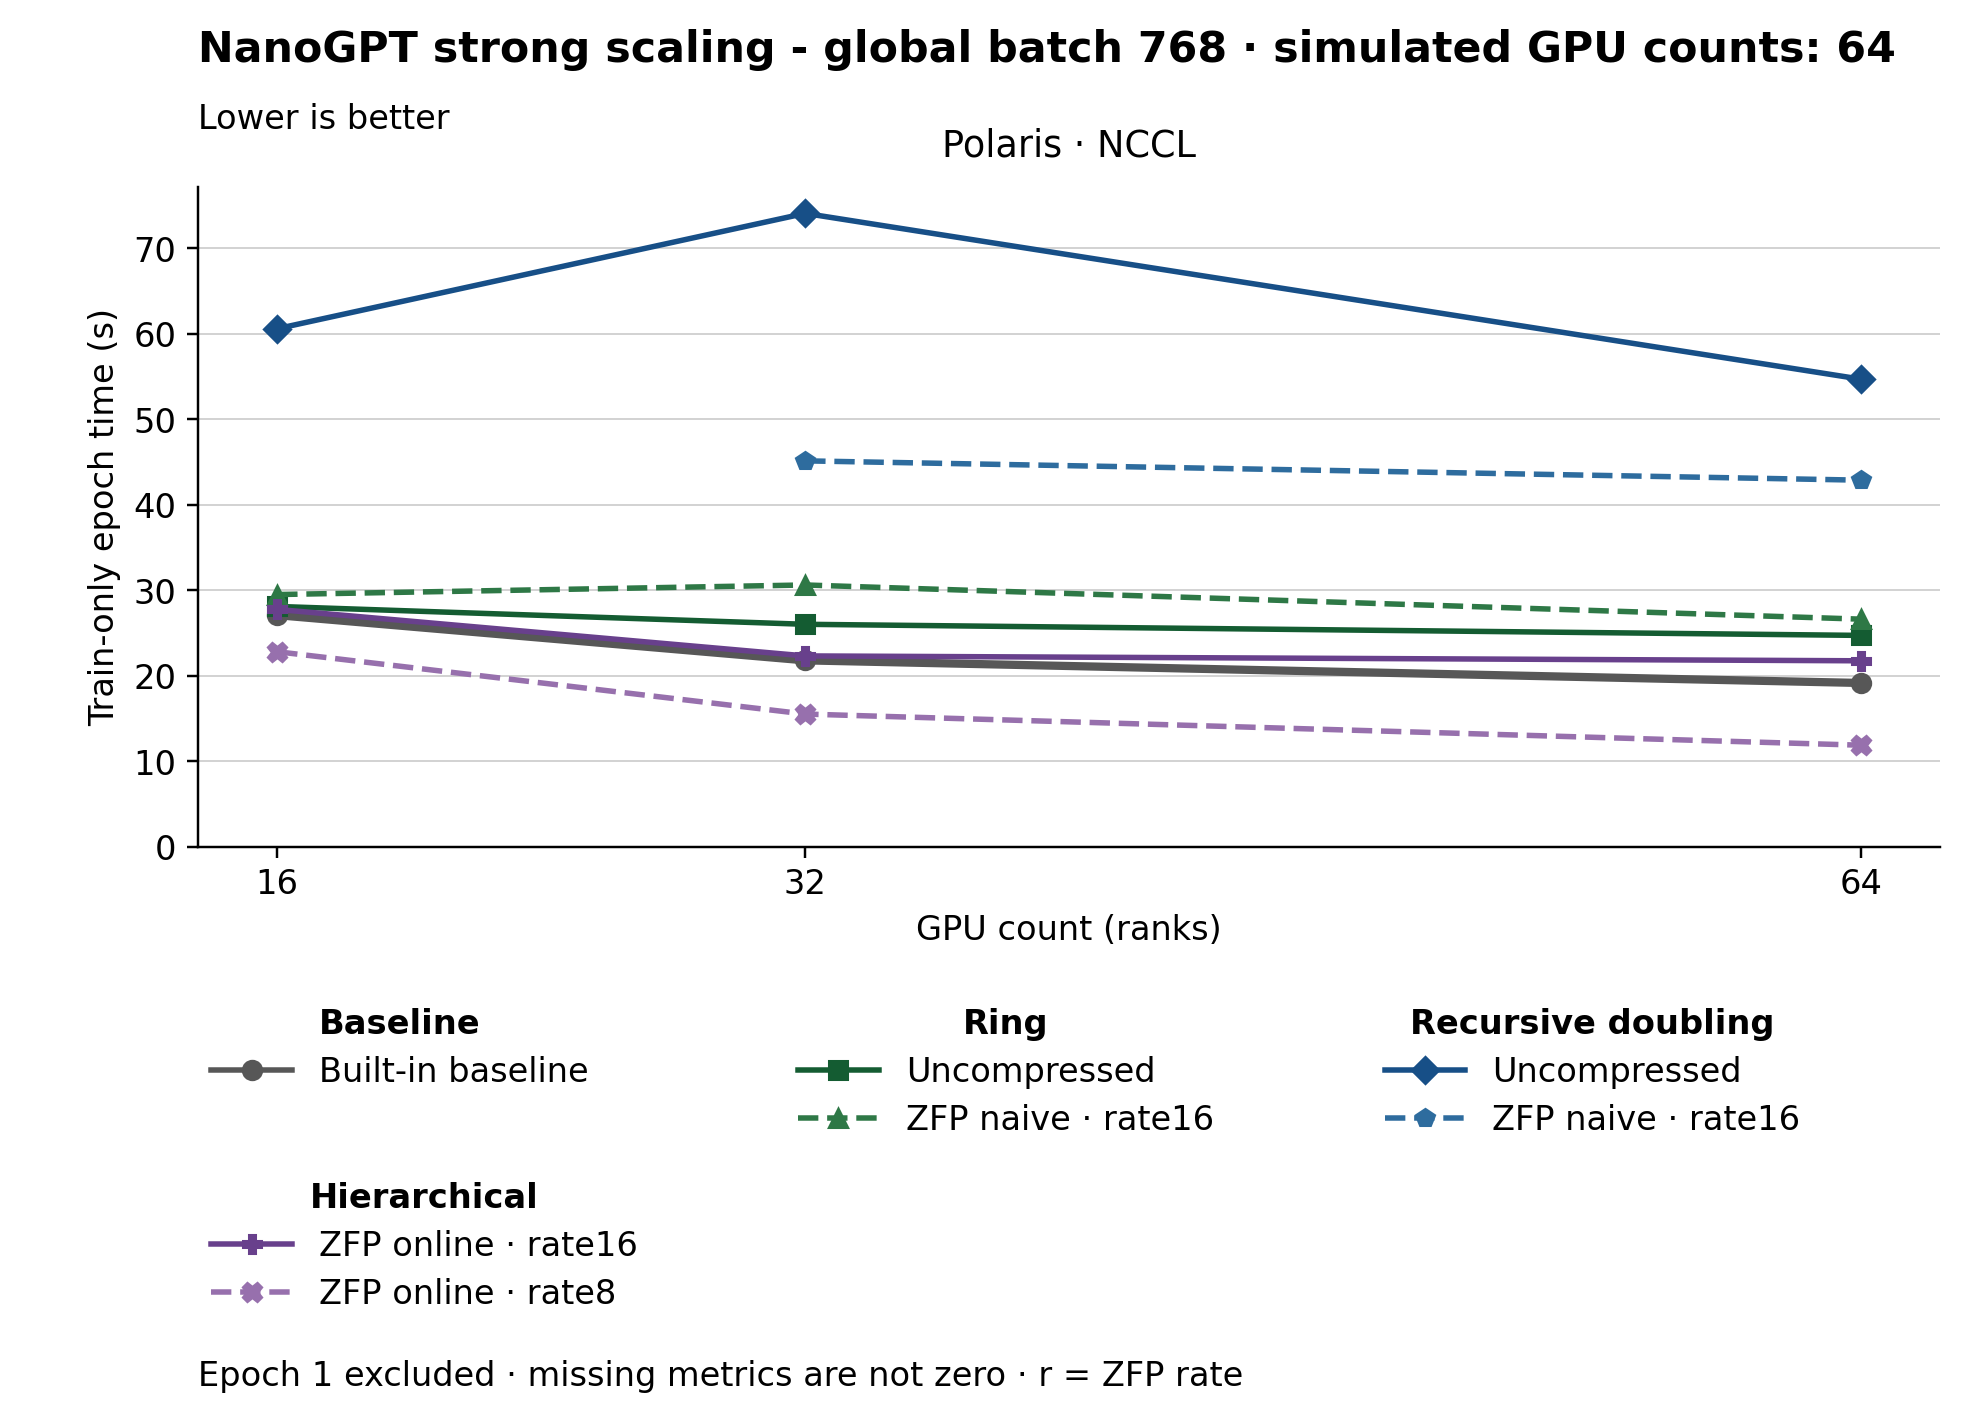 NanoGPT strong scaling - global batch 768 · simulated GPU counts: 64
Lower is better
Polaris · NCCL
Train-only epoch time (s)
70
60
50
40
30
20
10
0
16
32
64
GPU count (ranks)
Baseline
Built-in baseline
Ring
Uncompressed
ZFP naive · rate16
Recursive doubling
Uncompressed
ZFP naive · rate16
Hierarchical
ZFP online · rate16
ZFP online · rate8
Epoch 1 excluded · missing metrics are not zero · r = ZFP rate